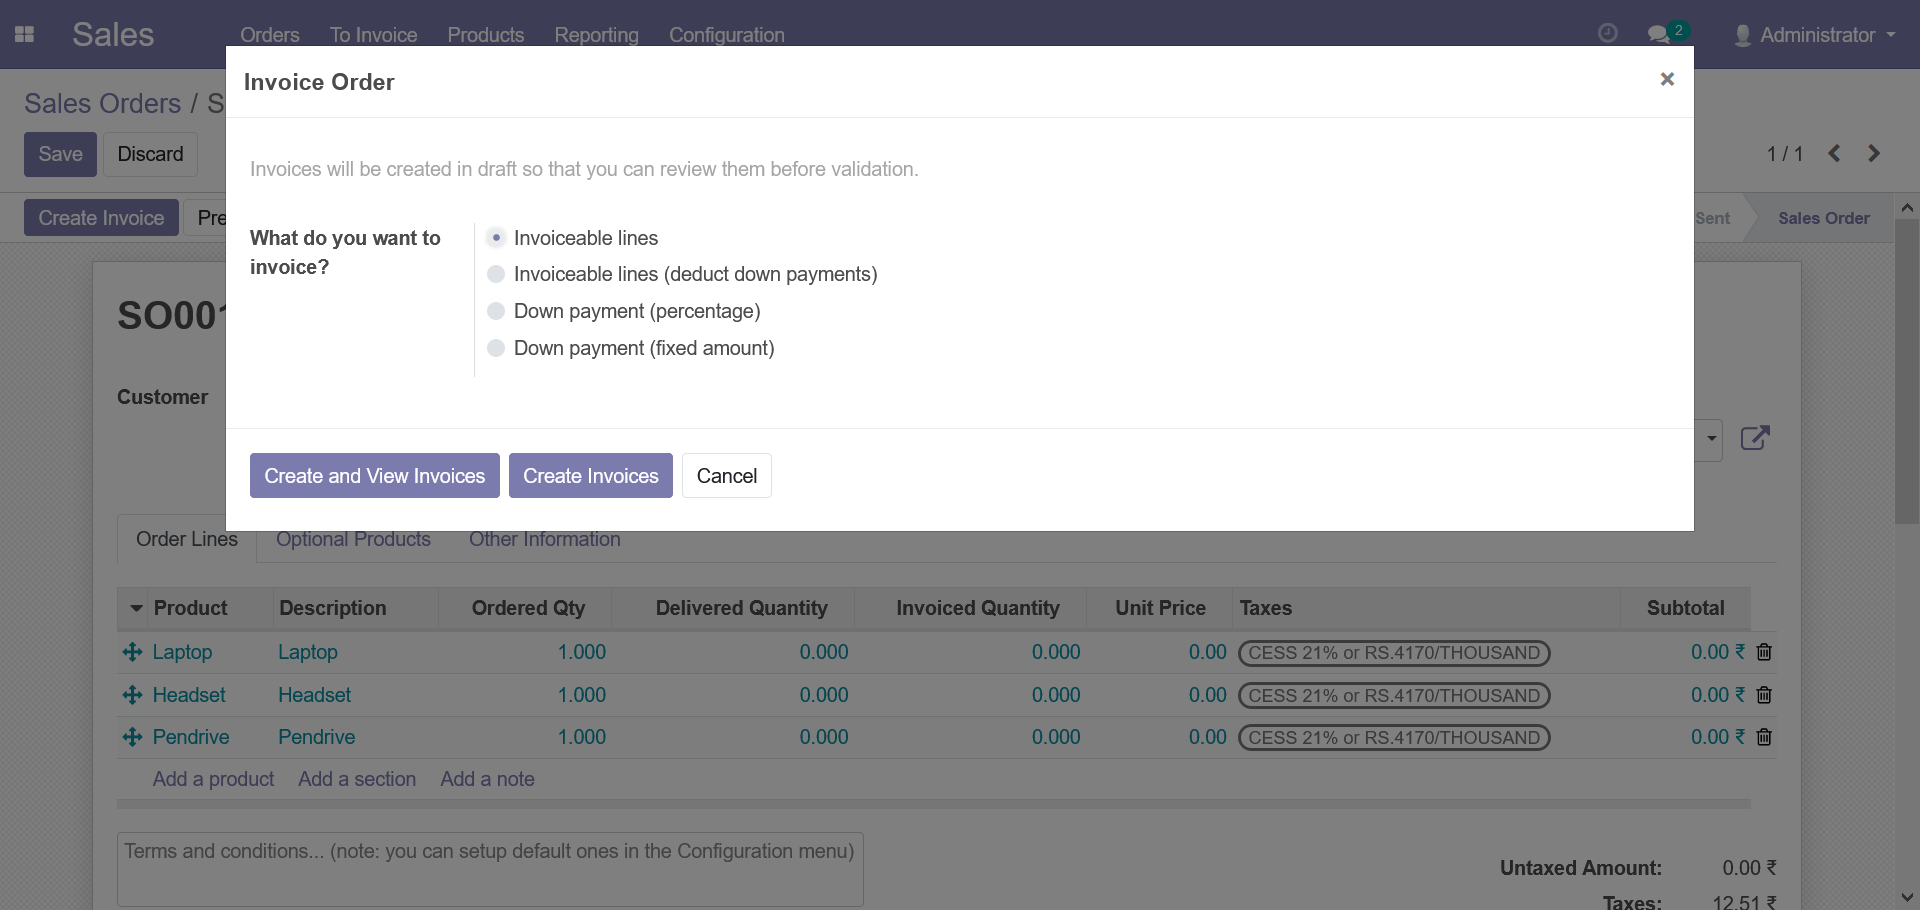 Sales Orders To Invoice Products Reporting Configuration 2 Administrator
Invoice Order ×
Sales Orders / S
Save Discard 1 / 1
Invoices will be created in draft so that you can review them before validation.
Create Invoice Pre Sent Sales Order
What do you want to
invoice?
Invoiceable lines
Invoiceable lines (deduct down payments)
Down payment (percentage)
Down payment (fixed amount)
SO001
Customer
Create and View Invoices Create Invoices Cancel
Order Lines Optional Products Other Information
Product Description Ordered Qty Delivered Quantity Invoiced Quantity Unit Price Taxes Subtotal
Laptop Laptop 1.000 0.000 0.000 0.00 CESS 21% or RS.4170/THOUSAND 0.00 ₹
Headset Headset 1.000 0.000 0.000 0.00 CESS 21% or RS.4170/THOUSAND 0.00 ₹
Pendrive Pendrive 1.000 0.000 0.000 0.00 CESS 21% or RS.4170/THOUSAND 0.00 ₹
Add a product Add a section Add a note
Terms and conditions... (note: you can setup default ones in the Configuration menu)
Untaxed Amount: 0.00 ₹
Taxes: 12.51 ₹